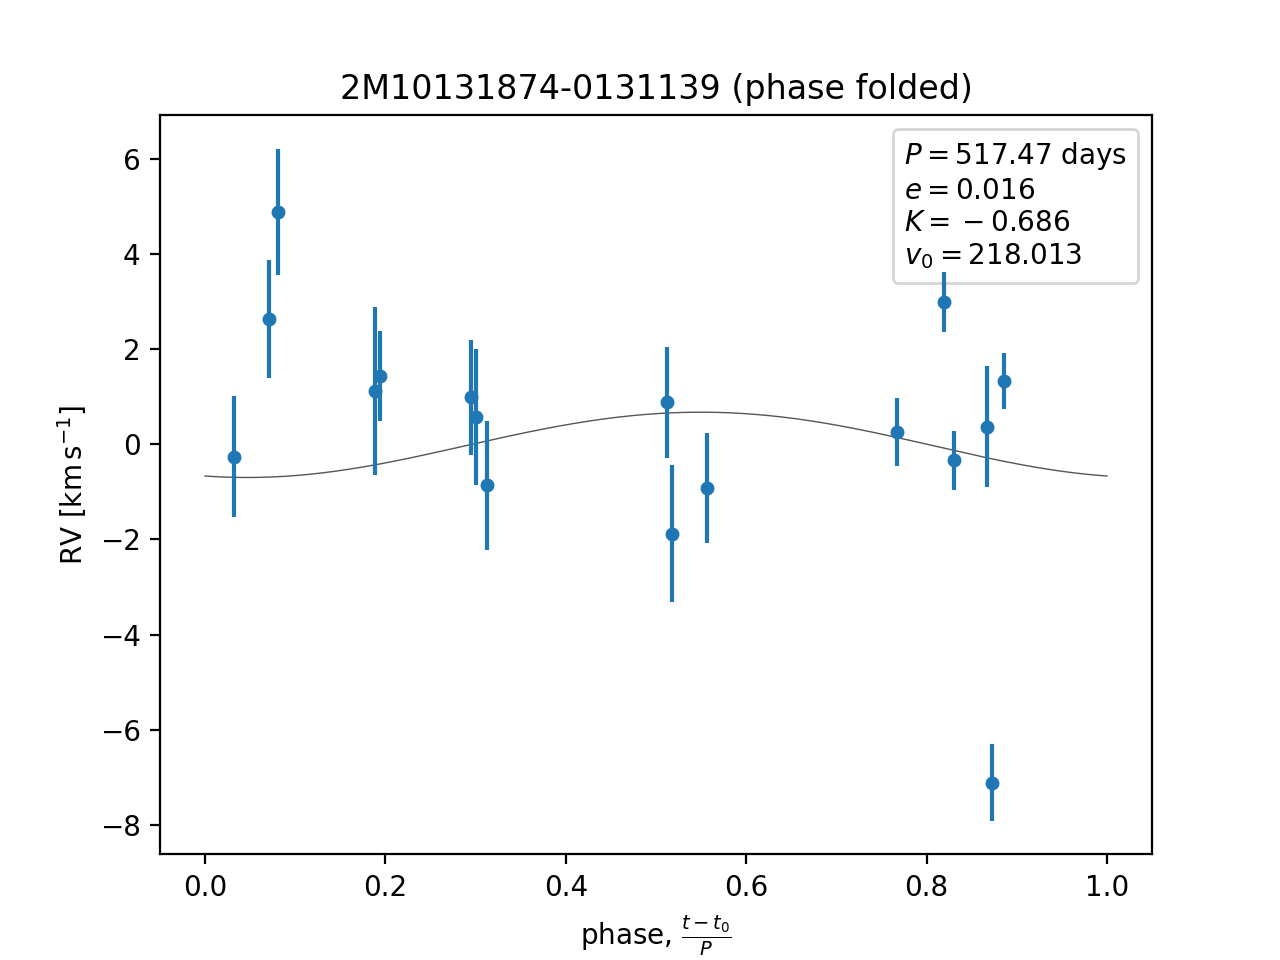 2M10131874-0131139 (phase folded)
P = 517.47 days
e = 0.016
K = −0.686
v₀ = 218.013
RV [km s⁻¹]
6
4
2
0
−2
−4
−6
−8
0.0 0.2 0.4 0.6 0.8 1.0
phase, (t − t₀)/P